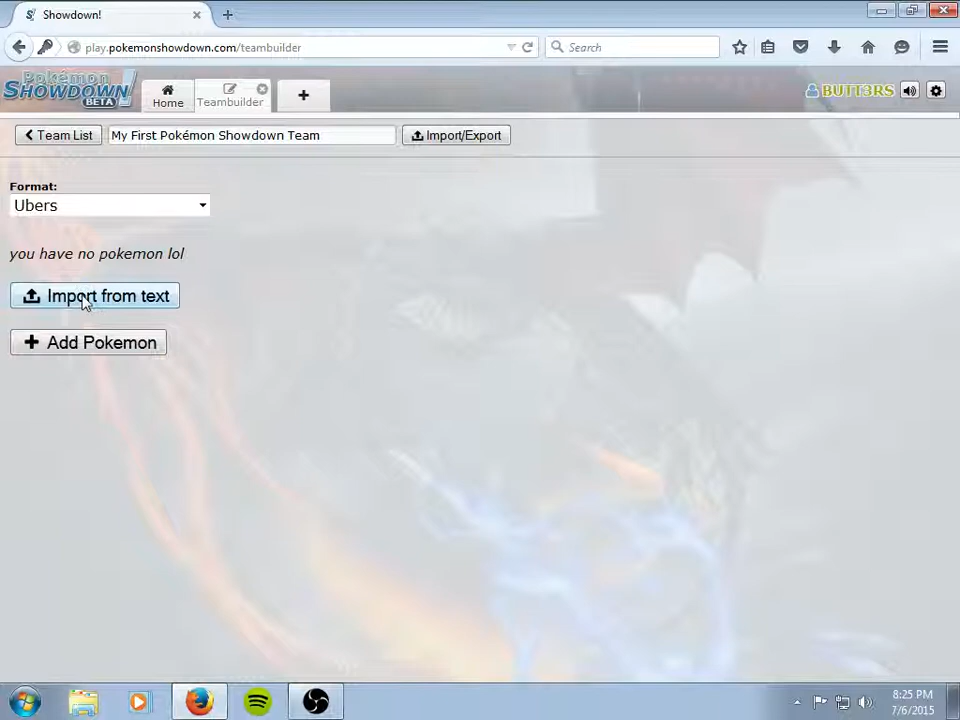 Showdown!
play.pokemonshowdown.com/teambuilder
Search
Pokémon
SHOWDOWN
BETA
Home
Teambuilder
BUTT3RS
Team List
My First Pokémon Showdown Team
Import/Export
Format:
Ubers
you have no pokemon lol
Import from text
Add Pokemon
8:25 PM
7/6/2015